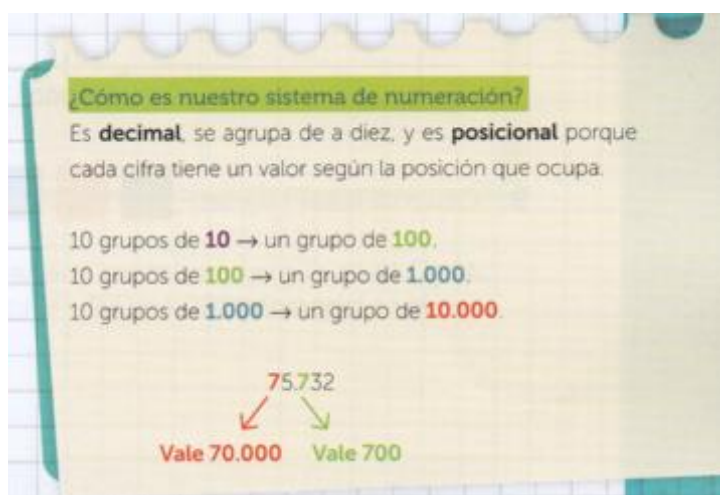 ¿Cómo es nuestro sistema de numeración?
Es decimal, se agrupa de a diez, y es posicional porque
cada cifra tiene un valor según la posición que ocupa.
10 grupos de 10 → un grupo de 100.
10 grupos de 100 → un grupo de 1.000.
10 grupos de 1.000 → un grupo de 10.000.
75.732
Vale 70.000 Vale 700